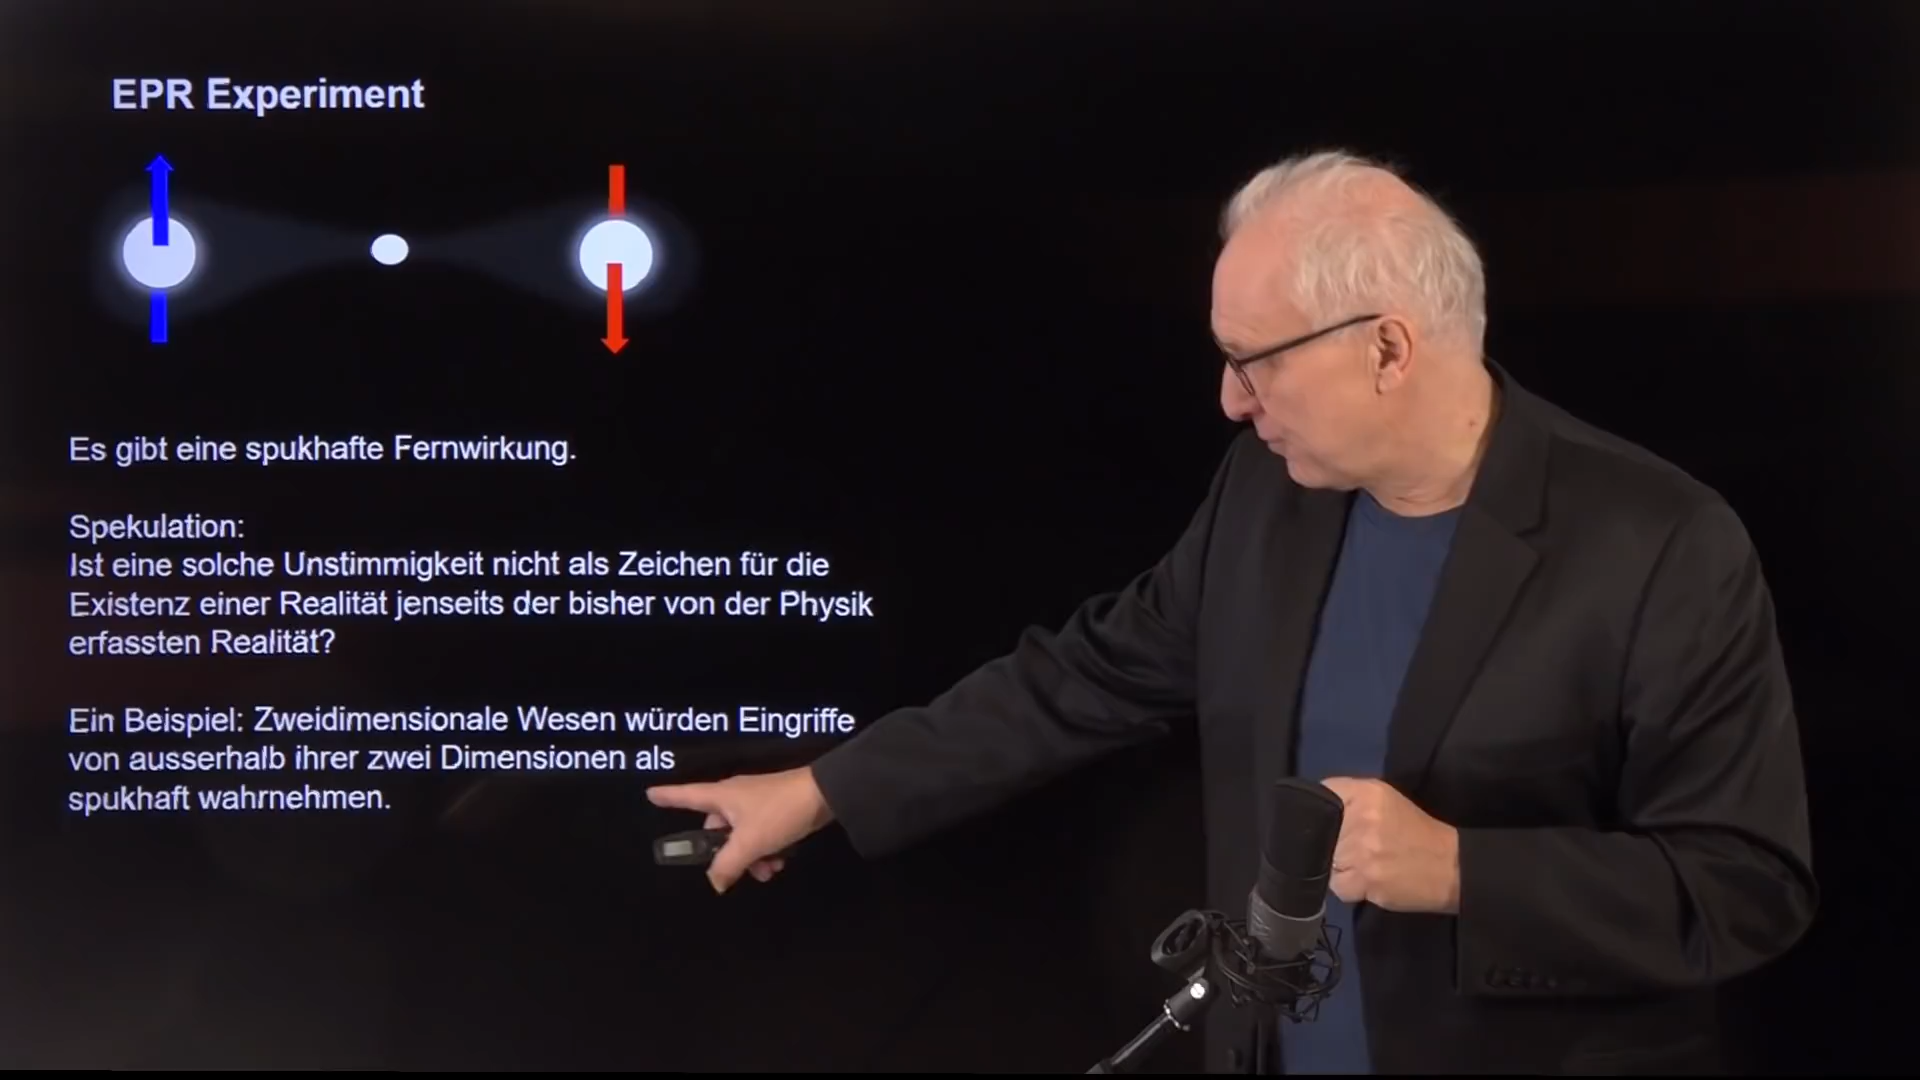 EPR Experiment
Es gibt eine spukhafte Fernwirkung.
Spekulation:
Ist eine solche Unstimmigkeit nicht als Zeichen für die
Existenz einer Realität jenseits der bisher von der Physik
erfassten Realität?
Ein Beispiel: Zweidimensionale Wesen würden Eingriffe
von ausserhalb ihrer zwei Dimensionen als
spukhaft wahrnehmen.